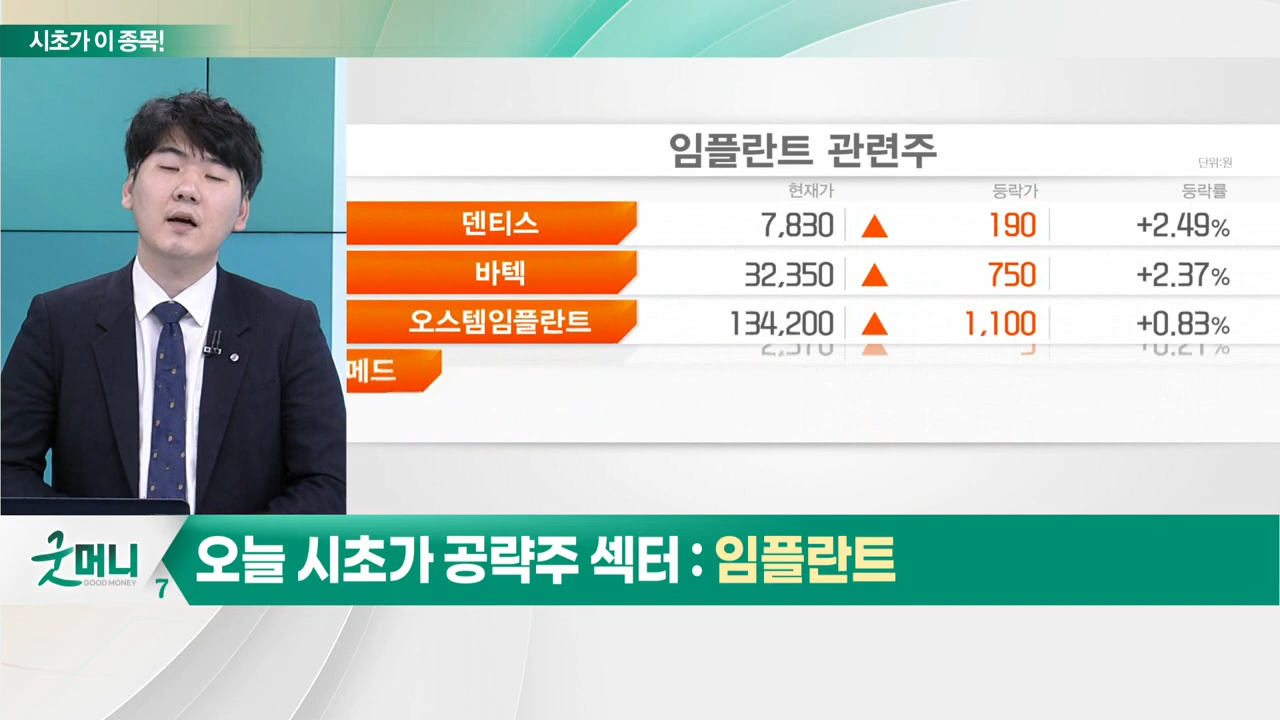 시초가 이 종목!
임플란트 관련주
단위:원
현재가 등락가 등락률
덴티스 7,830 ▲ 190 +2.49%
바텍 32,350 ▲ 750 +2.37%
오스템임플란트 134,200 ▲ 1,100 +0.83%
메드
굿머니
GOOD MONEY
7
오늘 시초가 공략주 섹터 : 임플란트